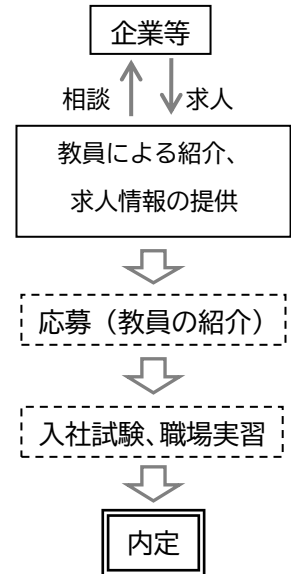 企業等
相談
求人
教員による紹介、
求人情報の提供
応募（教員の紹介）
入社試験、職場実習
内定